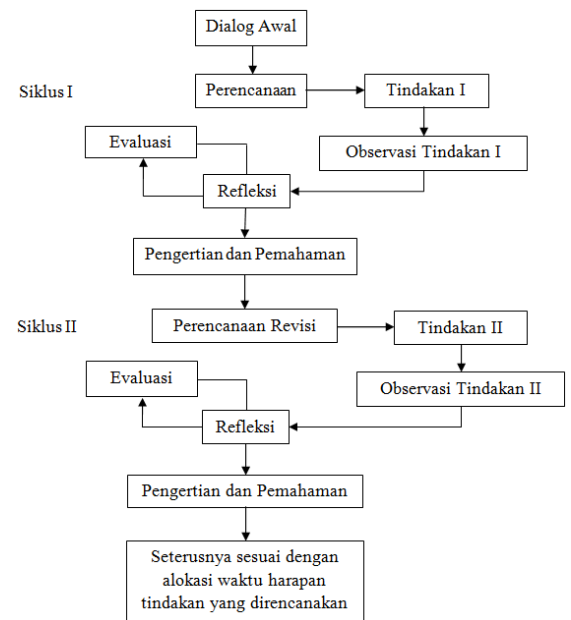 Dialog Awal
Siklus I
Perencanaan
Tindakan I
Evaluasi
Observasi Tindakan I
Refleksi
Pengertian dan Pemahaman
Siklus II
Perencanaan Revisi
Tindakan II
Evaluasi
Observasi Tindakan II
Refleksi
Pengertian dan Pemahaman
Seterusnya sesuai dengan
alokasi waktu harapan
tindakan yang direncanakan